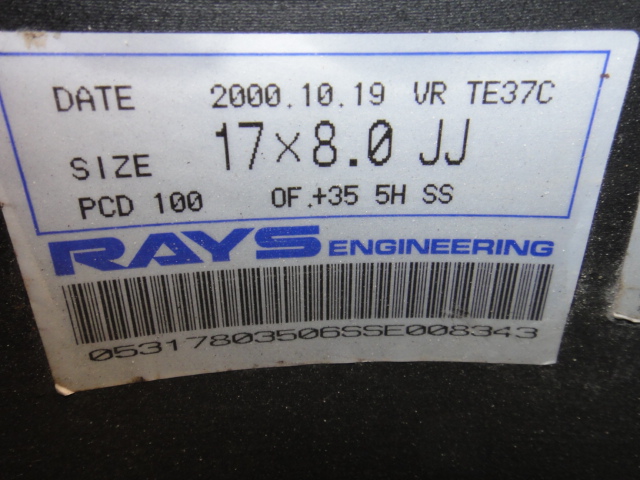 DATE 2000.10.19 VR TE37C
SIZE 17×8.0 JJ
PCD 100 OF.+35 5H SS
RAYS ENGINEERING
05317803506SSE008343